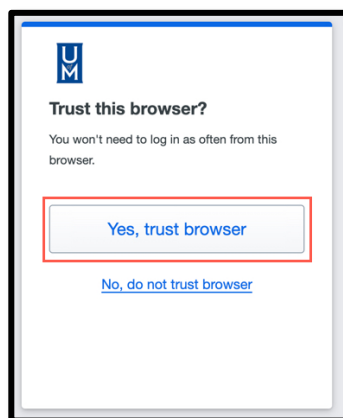 UM
Trust this browser?
You won't need to log in as often from this
browser.
Yes, trust browser
No, do not trust browser